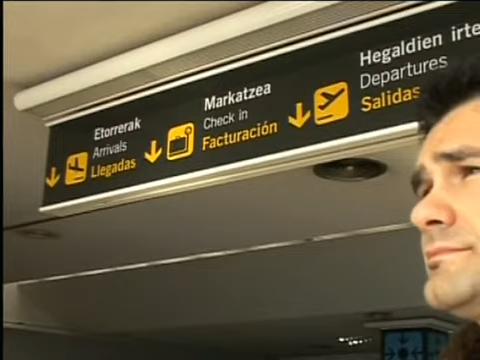 Etorrerak
Arrivals
Llegadas
Markatzea
Check in
Facturación
Hegaldien irte
Departures
Salidas